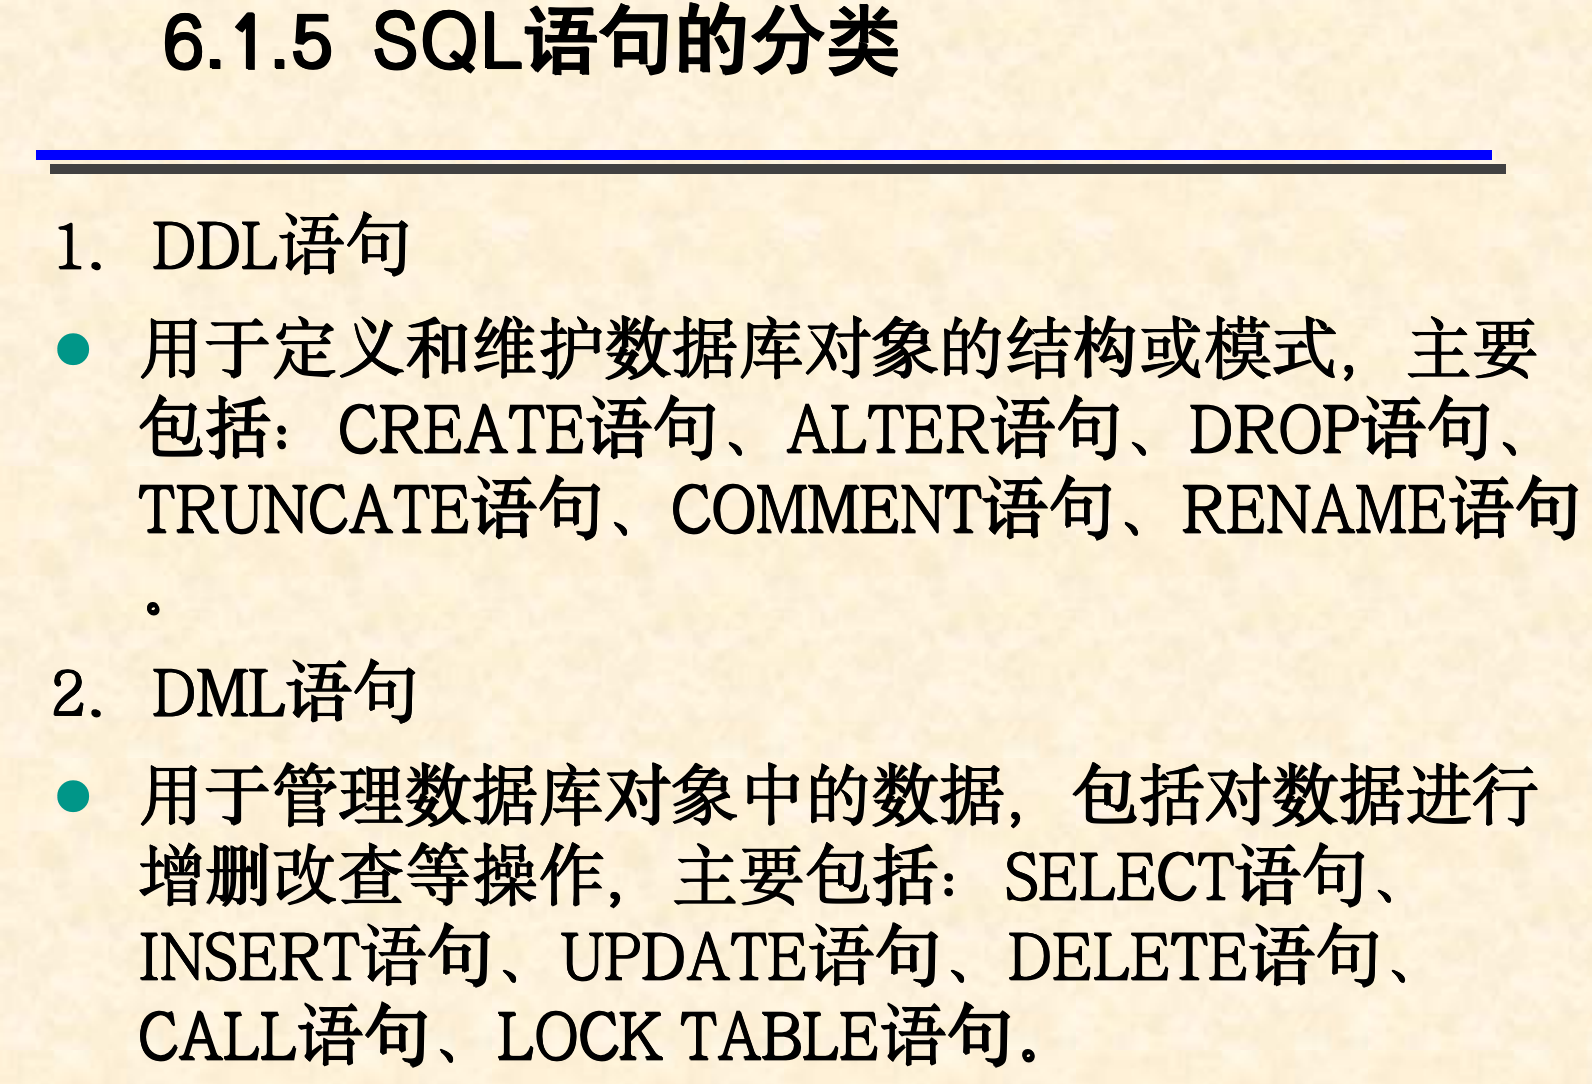 6.1.5 SQL语句的分类
1. DDL语句
● 用于定义和维护数据库对象的结构或模式，主要
包括：CREATE语句、ALTER语句、DROP语句、
TRUNCATE语句、COMMENT语句、RENAME语句
。
2. DML语句
● 用于管理数据库对象中的数据，包括对数据进行
增删改查等操作，主要包括：SELECT语句、
INSERT语句、UPDATE语句、DELETE语句、
CALL语句、LOCK TABLE语句。